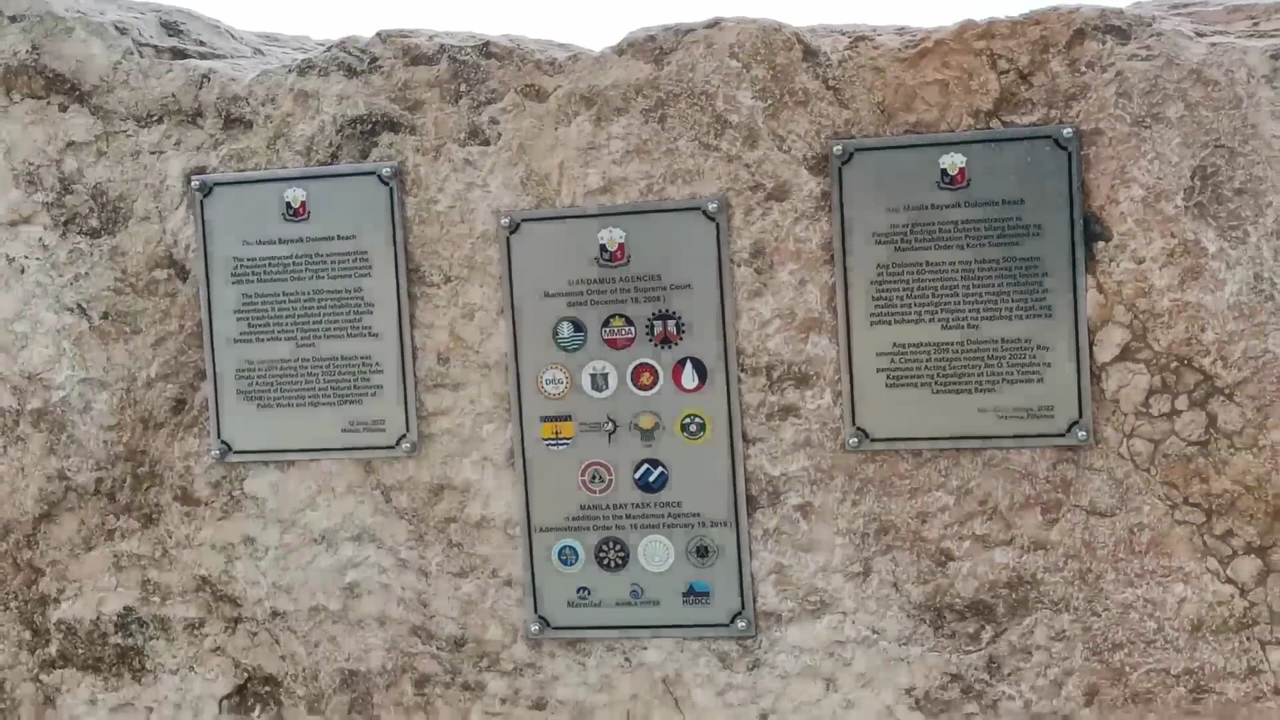 The Manila Baywalk Dolomite Beach
This was constructed during the administration
of President Rodrigo Roa Duterte, as part of the
Manila Bay Rehabilitation Program in consonance
with the Mandamus Order of the Supreme Court.
The Dolomite Beach is a 500-meter by 60-
meter structure built with geo-engineering
interventions. It aims to clean and rehabilitate this
once trash-laden and polluted portion of Manila
Baywalk into a vibrant and clean coastal
environment where Filipinos can enjoy the sea
breeze, the white sand, and the famous Manila Bay
Sunset.
The construction of the Dolomite Beach was
started in 2019 during the time of Secretary Roy A.
Cimatu and completed in May 2022 during the helm
of Acting Secretary Jim O. Sampulna of the
Department of Environment and Natural Resources
(DENR) in partnership with the Department of
Public Works and Highways (DPWH)
2022
Manila, Pilipinas
MANDAMUS AGENCIES
( Mandamus Order of the Supreme Court,
dated December 18, 2008 )
MMDA
DILG
MANILA BAY TASK FORCE
in addition to the Mandamus Agencies
( Administrative Order No. 16 dated February 19, 2019 )
Maynilad
MANILA WATER
HUDCC
Ang Manila Baywalk Dolomite Beach
Ito ay ginawa noong administrasyon ni
Pangulong Rodrigo Roa Duterte, bilang bahagi ng
Manila Bay Rehabilitation Program alinsunod sa
Mandamus Order ng Korte Suprema.
Ang Dolomite Beach ay may habang 500-metro
at lapad na 60-metro na may tinatawag na geo-
engineering interventions. Nilalayon nitong linisin at
isaayos ang dating dagat ng basura at mabahong
bahagi ng Manila Baywalk upang maging masigla at
malinis ang kapaligiran sa baybaying ito kung saan
matatamasa ng mga Pilipino ang simoy ng dagat, ang
puting buhangin, at ang sikat na paglubog ng araw sa
Manila Bay.
Ang pagkakagawa ng Dolomite Beach ay
sinimulan noong 2019 sa panahon ni Secretary Roy
A. Cimatu at natapos noong Mayo 2022 sa
pamumuno ni Acting Secretary Jim O. Sampulna ng
Kagawaran ng Kapaligiran at Likas na Yaman,
katuwang ang Kagawaran ng mga Pagawain at
Lansangang Bayan.
2022
Pilipinas